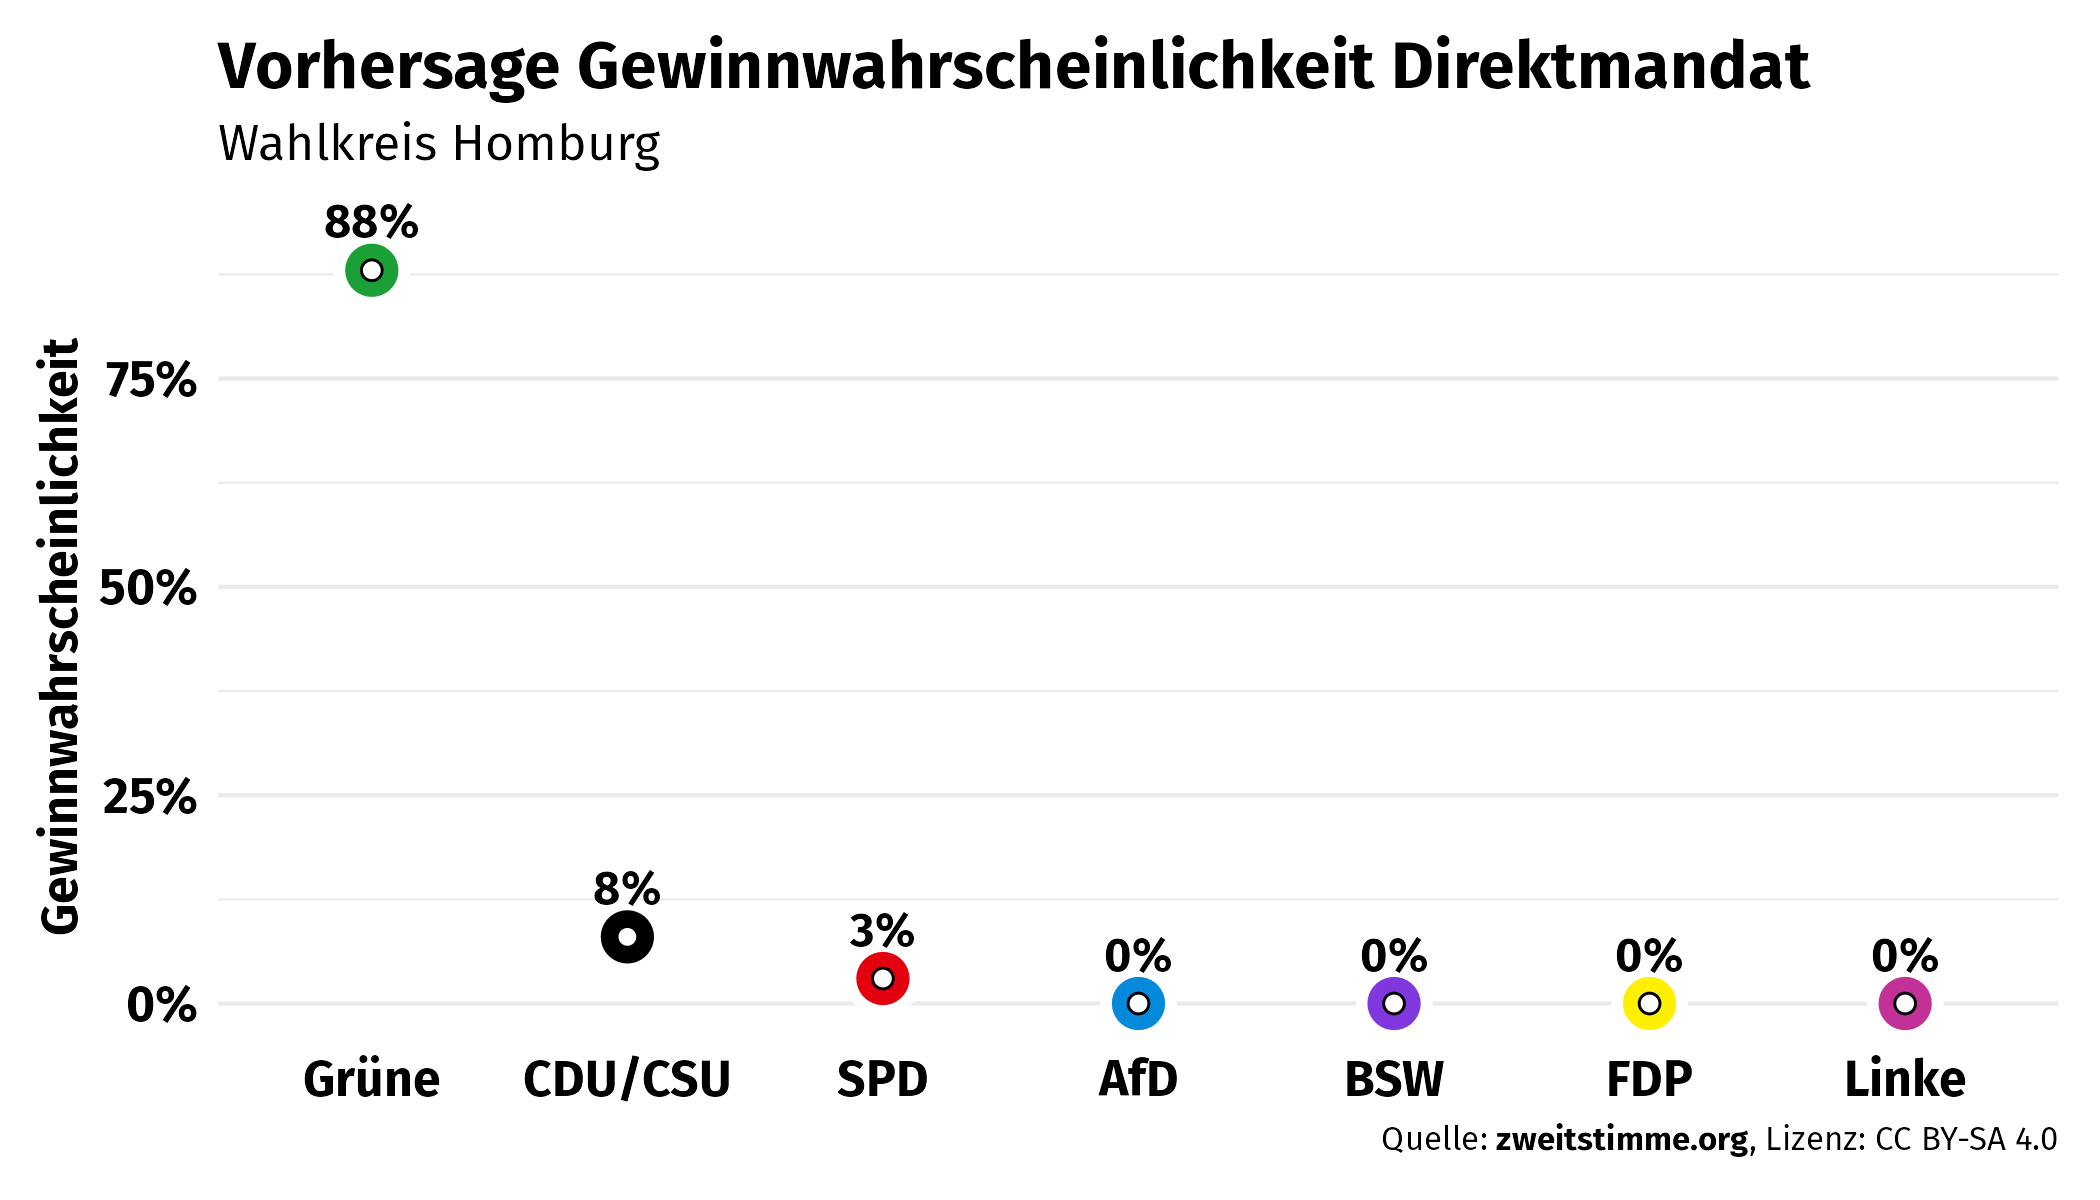 Vorhersage Gewinnwahrscheinlichkeit Direktmandat
Wahlkreis Homburg
Gewinnwahrscheinlichkeit
75%
50%
25%
0%
88%
8%
3%
0%
0%
0%
0%
Grüne
CDU/CSU
SPD
AfD
BSW
FDP
Linke
Quelle: zweitstimme.org, Lizenz: CC BY-SA 4.0